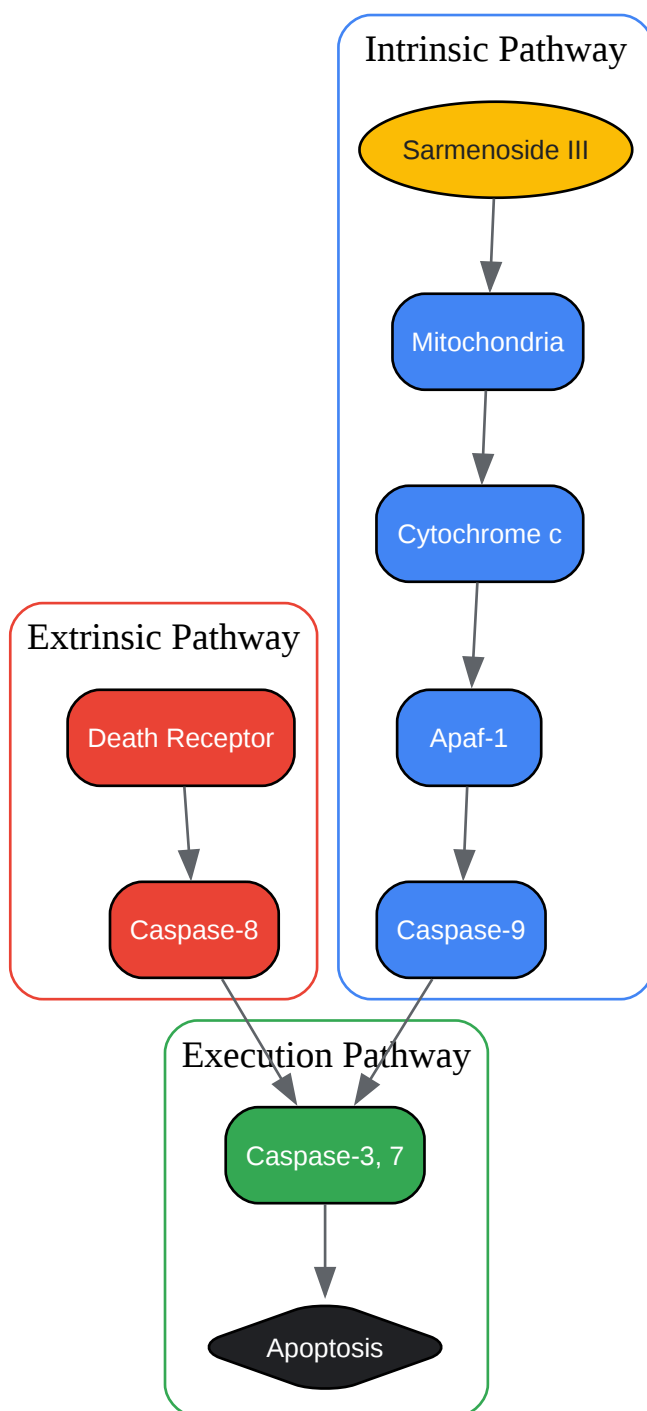 Intrinsic Pathway
Sarmenoside III
Mitochondria
Cytochrome c
Apaf-1
Caspase-9
Extrinsic Pathway
Death Receptor
Caspase-8
Execution Pathway
Caspase-3, 7
Apoptosis